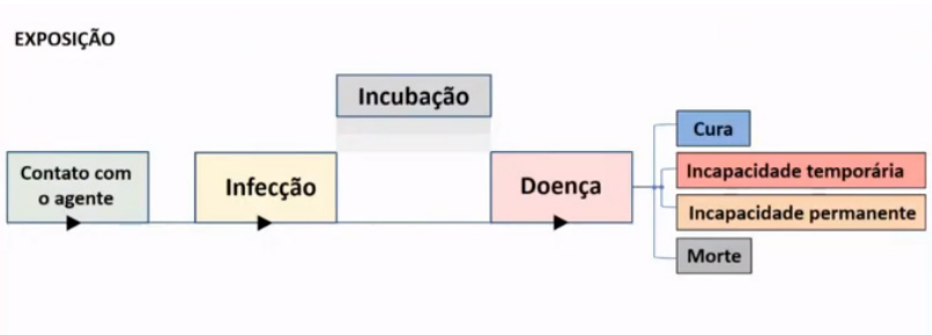 EXPOSIÇÃO
Incubação
Contato com
o agente
Infecção
Doença
Cura
Incapacidade temporária
Incapacidade permanente
Morte